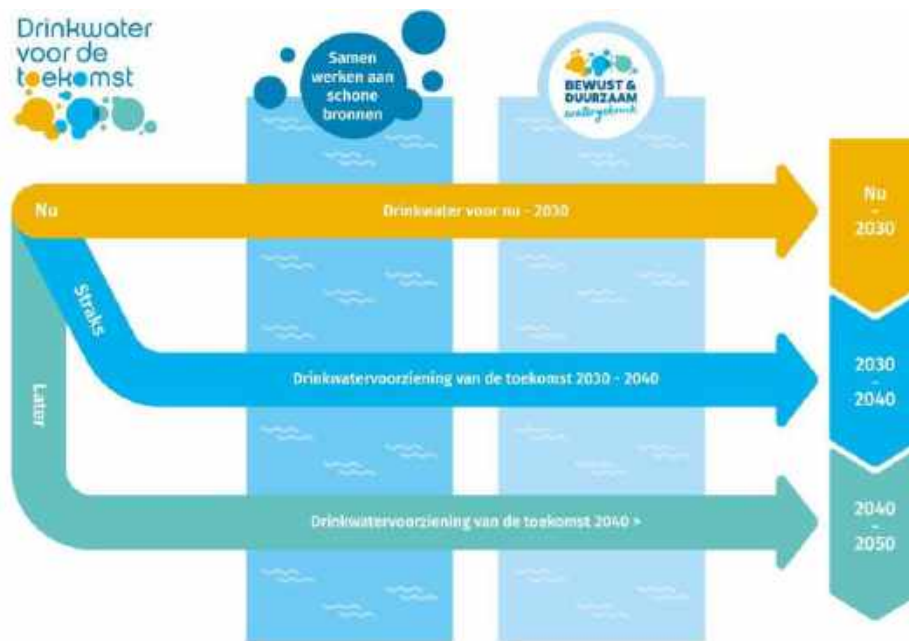 Drinkwater
voor de
toekomst
Samen
werken aan
schone
bronnen
BEWUST &
DUURZAAM
watergebruik
Nu
Drinkwater voor nu - 2030
Nu
-
2030
Straks
Drinkwatervoorziening van de toekomst 2030 - 2040
2030
-
2040
Later
Drinkwatervoorziening van de toekomst 2040 >
2040
-
2050